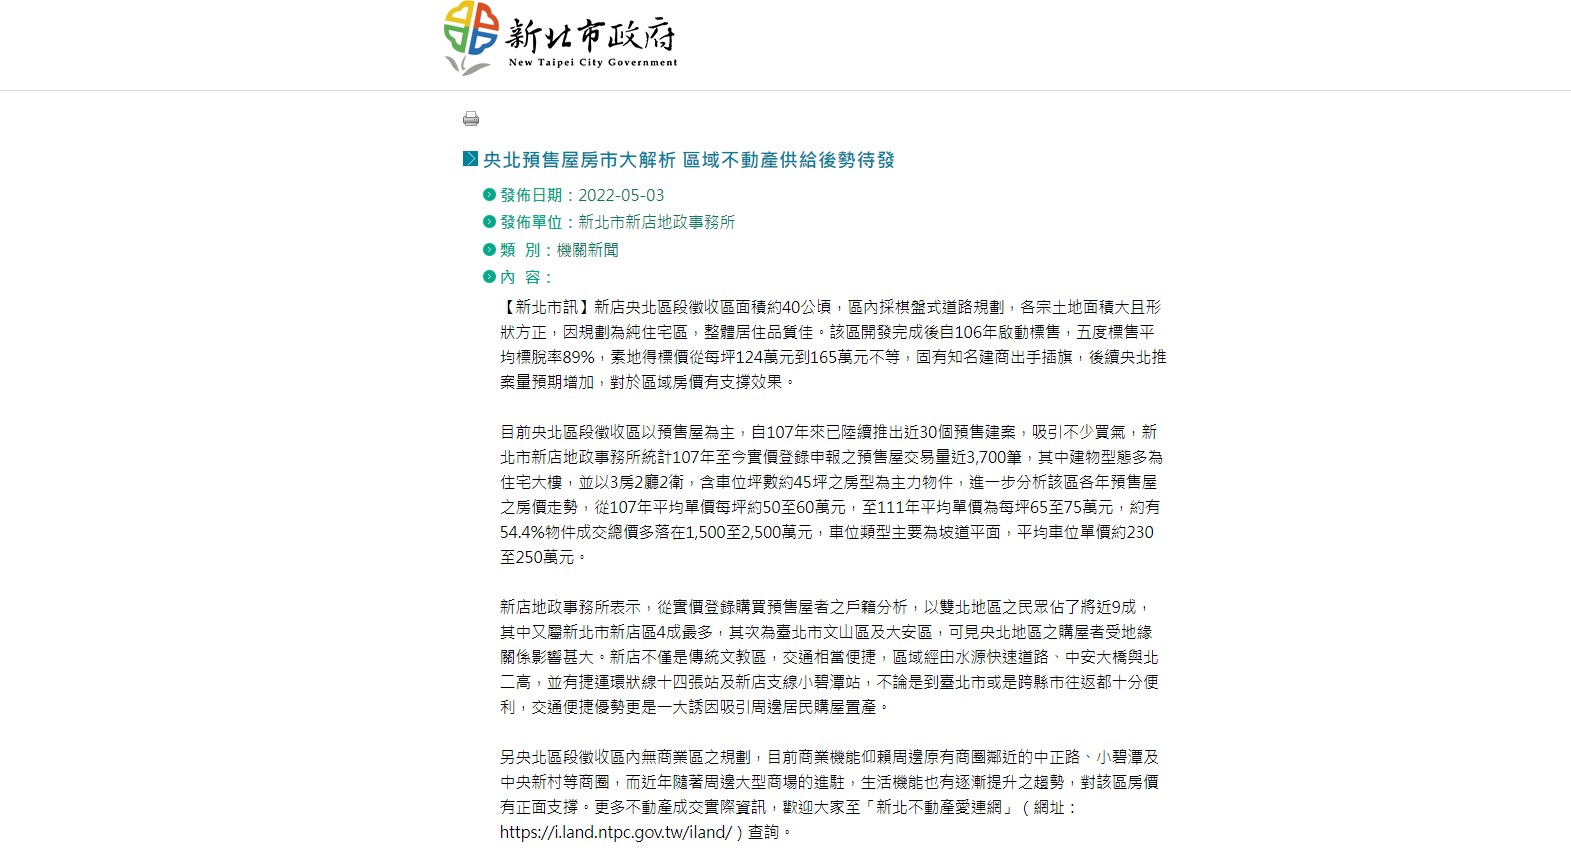 新北市政府
New Taipei City Government
央北預售屋房市大解析 區域不動產供給後勢待發
發佈日期：2022-05-03
發佈單位：新北市新店地政事務所
類 別：機關新聞
內 容：
【新北市訊】新店央北區段徵收區面積約40公頃，區內採棋盤式道路規劃，各宗土地面積大且形
狀方正，因規劃為純住宅區，整體居住品質佳。該區開發完成後自106年啟動標售，五度標售平
均標脫率89%，素地得標價從每坪124萬元到165萬元不等，固有知名建商出手插旗，後續央北推
案量預期增加，對於區域房價有支撐效果。
目前央北區段徵收區以預售屋為主，自107年來已陸續推出近30個預售建案，吸引不少買氣，新
北市新店地政事務所統計107年至今實價登錄申報之預售屋交易量近3,700筆，其中建物型態多為
住宅大樓，並以3房2廳2衛，含車位坪數約45坪之房型為主力物件，進一步分析該區各年預售屋
之房價走勢，從107年平均單價每坪約50至60萬元，至111年平均單價為每坪65至75萬元，約有
54.4%物件成交總價多落在1,500至2,500萬元，車位類型主要為坡道平面，平均車位單價約230
至250萬元。
新店地政事務所表示，從實價登錄購買預售屋者之戶籍分析，以雙北地區之民眾佔了將近9成，
其中又屬新北市新店區4成最多，其次為臺北市文山區及大安區，可見央北地區之購屋者受地緣
關係影響甚大。新店不僅是傳統文教區，交通相當便捷，區域經由水源快速道路、中安大橋與北
二高，並有捷運環狀線十四張站及新店支線小碧潭站，不論是到臺北市或是跨縣市往返都十分便
利，交通便捷優勢更是一大誘因吸引周邊居民購屋置產。
另央北區段徵收區內無商業區之規劃，目前商業機能仰賴周邊原有商圈鄰近的中正路、小碧潭及
中央新村等商圈，而近年隨著周邊大型商場的進駐，生活機能也有逐漸提升之趨勢，對該區房價
有正面支撐。更多不動產成交實際資訊，歡迎大家至「新北不動產愛連網」（網址：
https://i.land.ntpc.gov.tw/iland/）查詢。